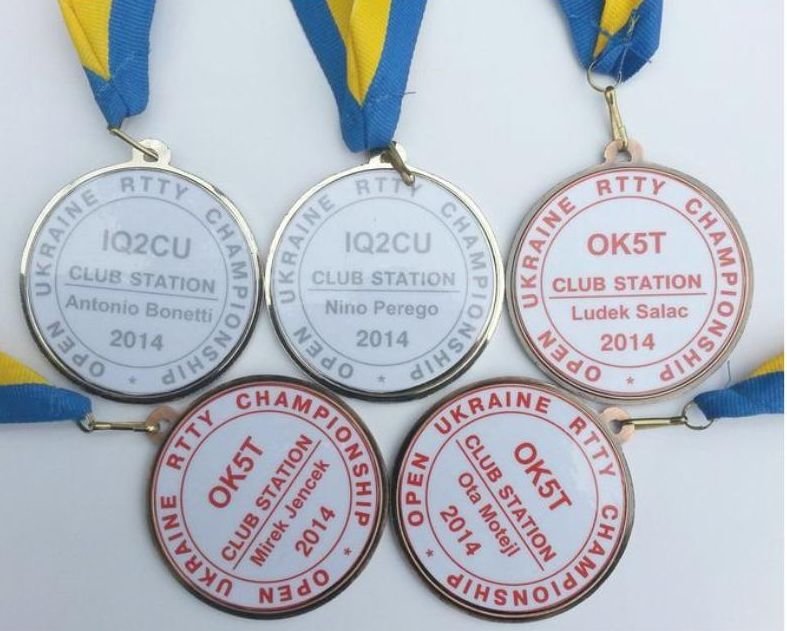 OPEN UKRAINE RTTY CHAMPIONSHIP *
IQ2CU
CLUB STATION
Antonio Bonetti
2014
OPEN UKRAINE RTTY CHAMPIONSHIP *
IQ2CU
CLUB STATION
Nino Perego
2014
OPEN UKRAINE RTTY CHAMPIONSHIP *
OK5T
CLUB STATION
Ludek Salac
2014
OPEN UKRAINE RTTY CHAMPIONSHIP *
OK5T
CLUB STATION
Mirek Jencek
2014
OPEN UKRAINE RTTY CHAMPIONSHIP *
OK5T
CLUB STATION
Ota Motejl
2014